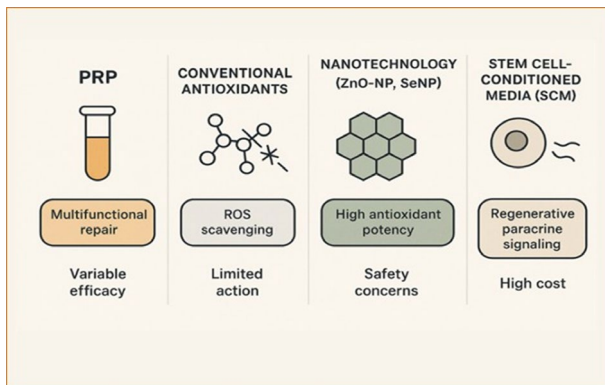 PRP
Multifunctional
repair
Variable
efficacy
CONVENTIONAL
ANTIOXIDANTS
ROS
scavenging
Limited
action
NANOTECHNOLOGY
(ZnO-NP, SeNP)
High antioxidant
potency
Safety
concerns
STEM CELL-
CONDITIONED
MEDIA (SCM)
Regenerative
paracrine
signaling
High cost